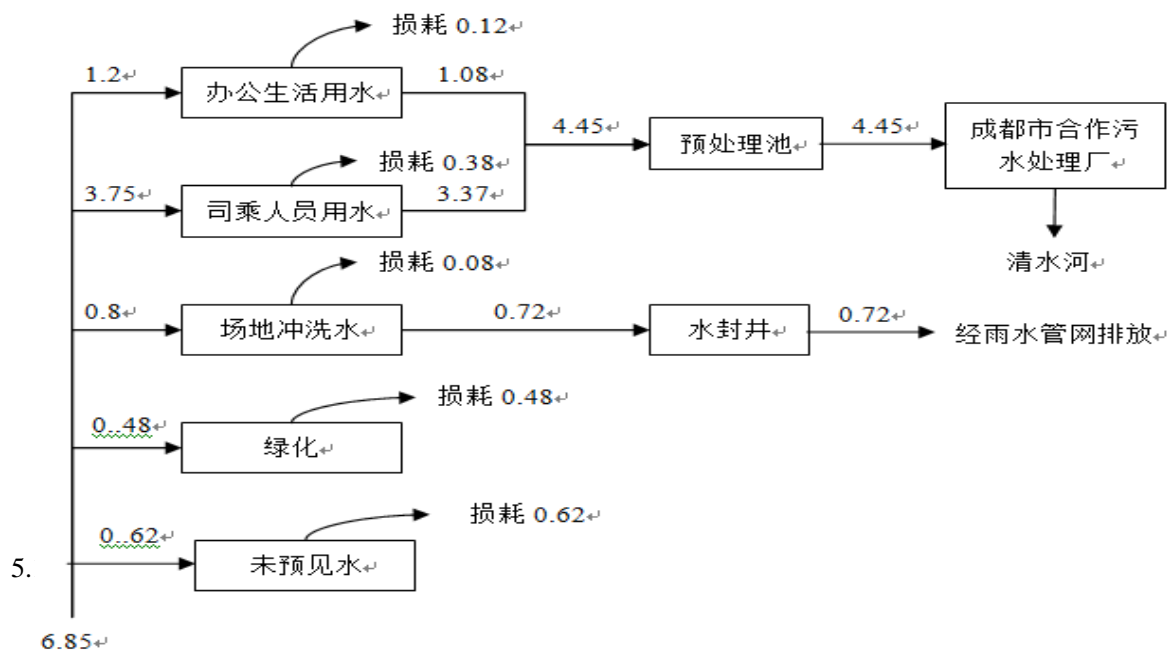 损耗 0.12↵
1.2↵
办公生活用水↵
1.08↵
4.45↵
预处理池↵
4.45↵
成都市合作污
水处理厂↵
损耗 0.38↵
3.75↵
司乘人员用水↵
3.37↵
清水河↵
损耗 0.08↵
0.8↵
场地冲洗水↵
0.72↵
水封井↵
0.72↵
经雨水管网排放↵
损耗 0.48↵
0..48↵
绿化↵
损耗 0.62↵
0..62↵
未预见水↵
5.
6.85↵